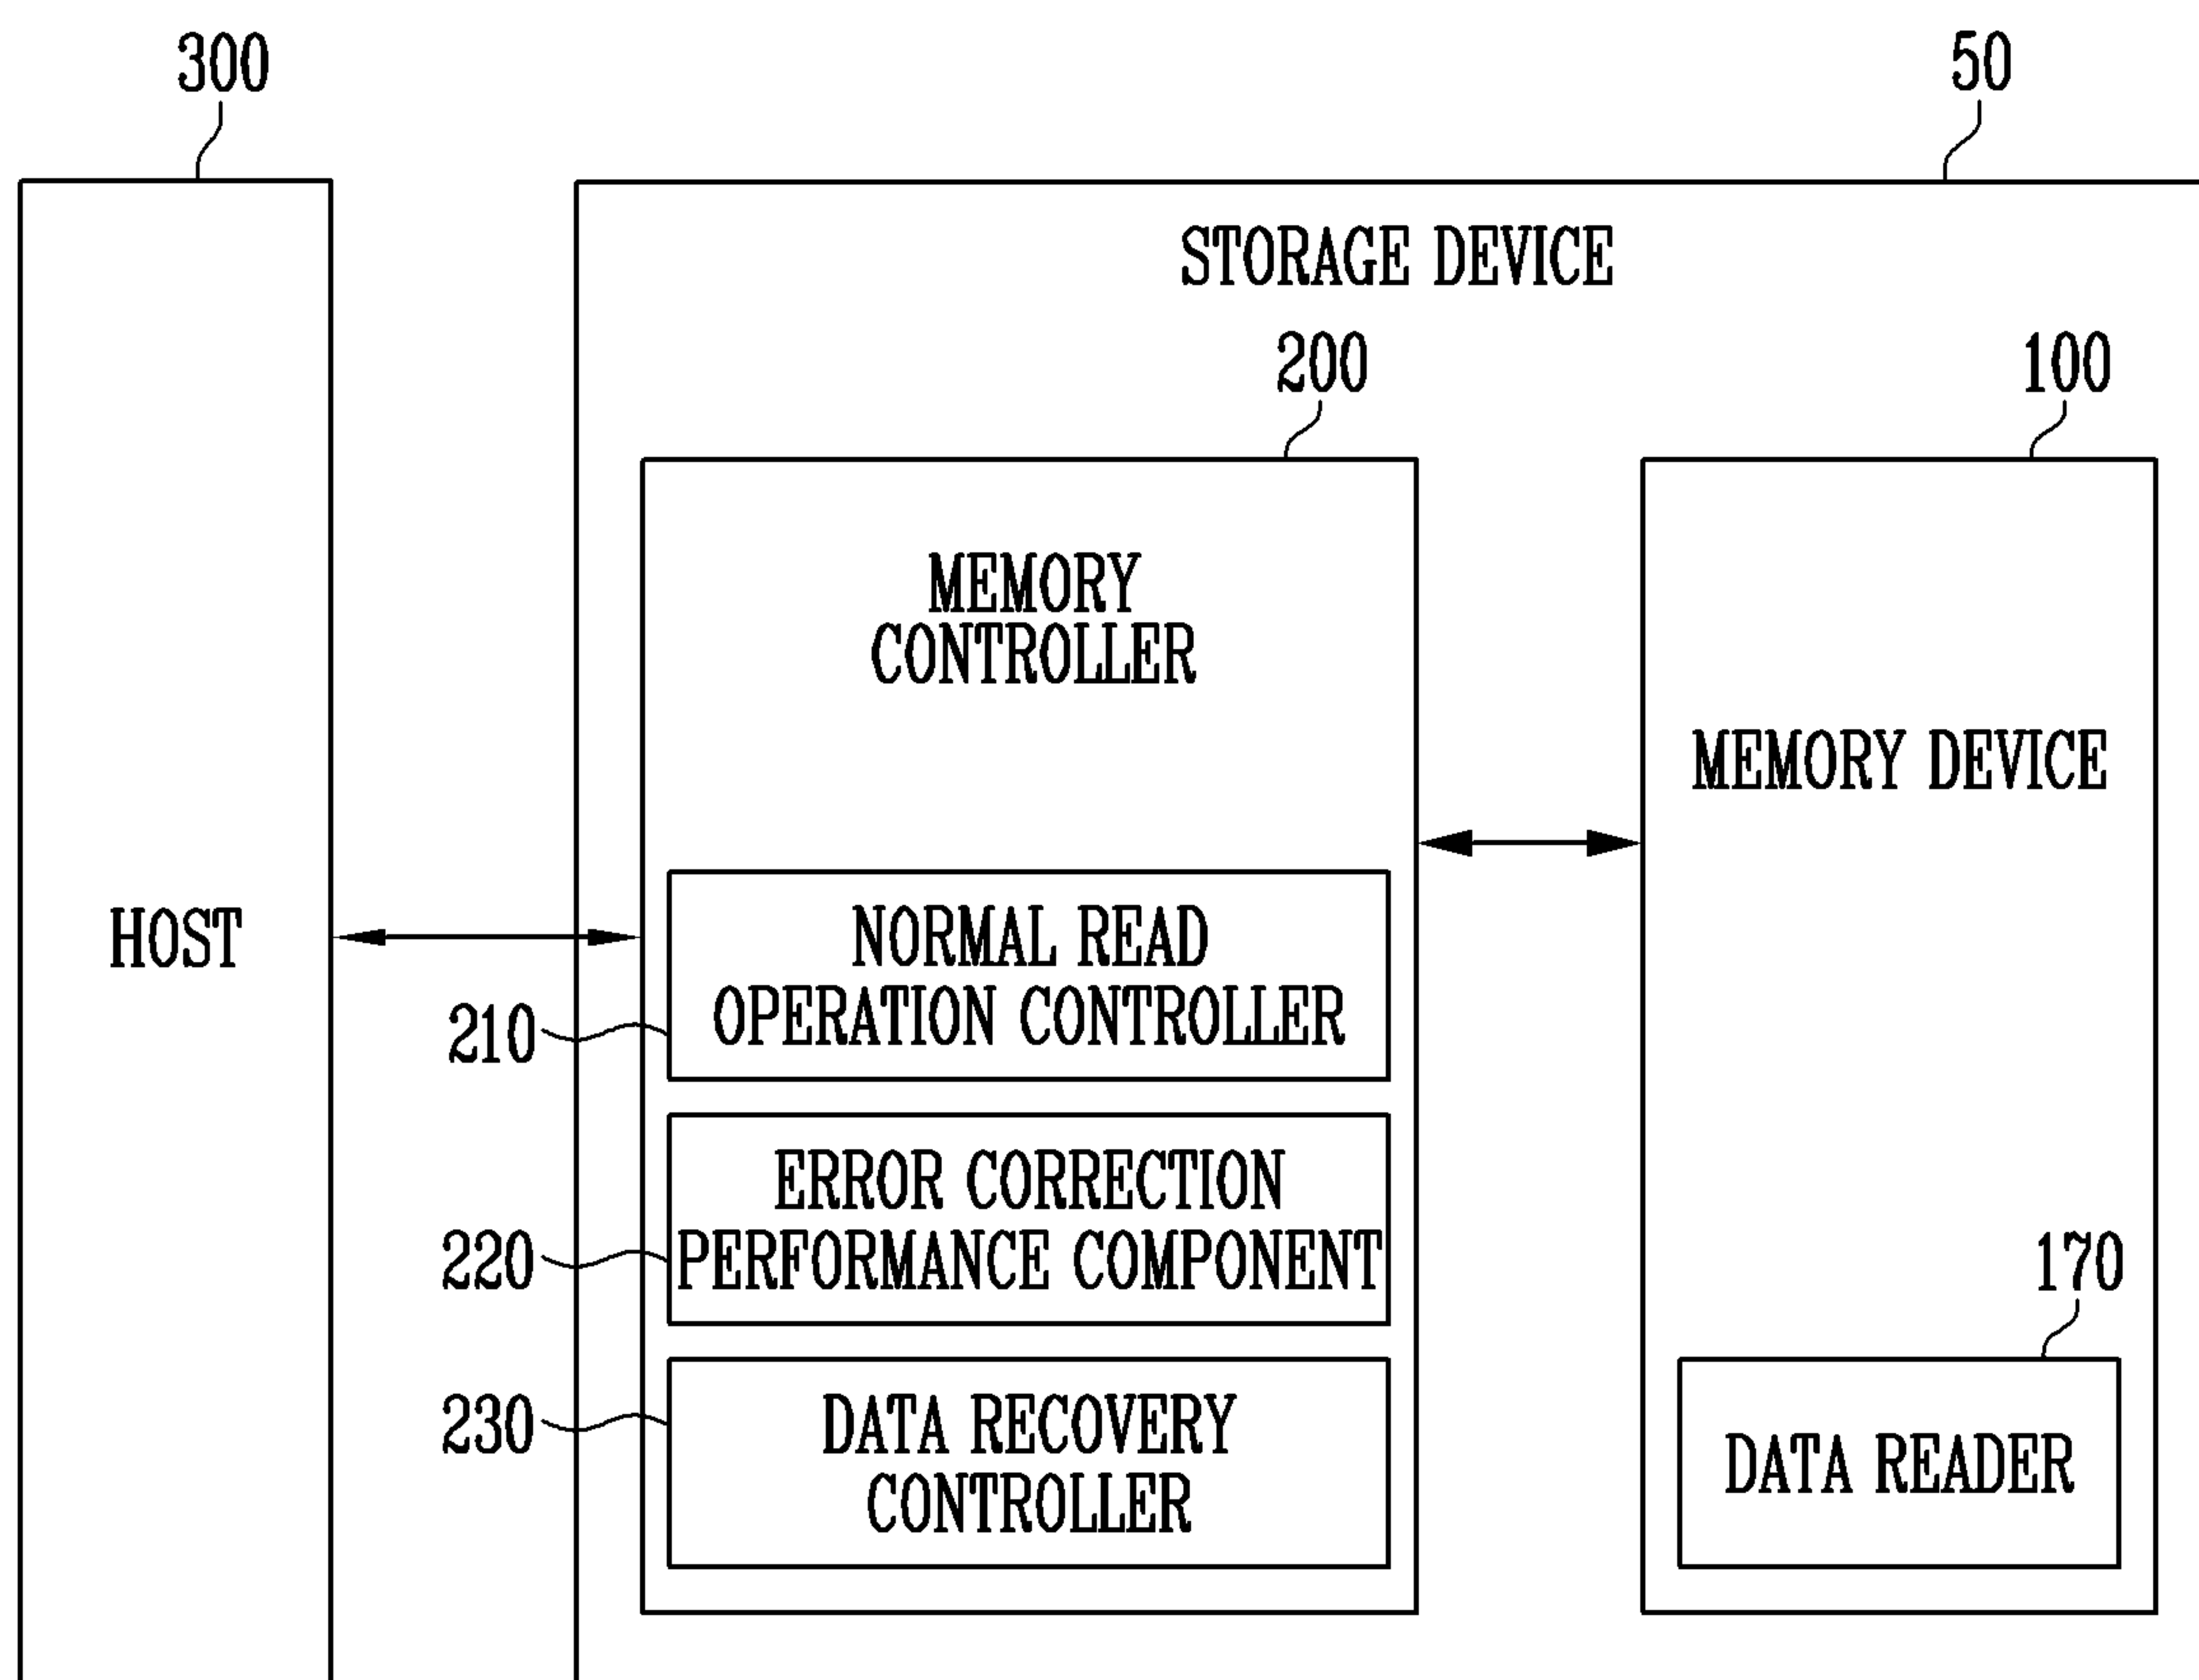 300
50
STORAGE DEVICE
200
100
MEMORY
CONTROLLER
MEMORY DEVICE
HOST
NORMAL READ
OPERATION CONTROLLER
210
ERROR CORRECTION
PERFORMANCE COMPONENT
220
170
DATA RECOVERY
CONTROLLER
230
DATA READER